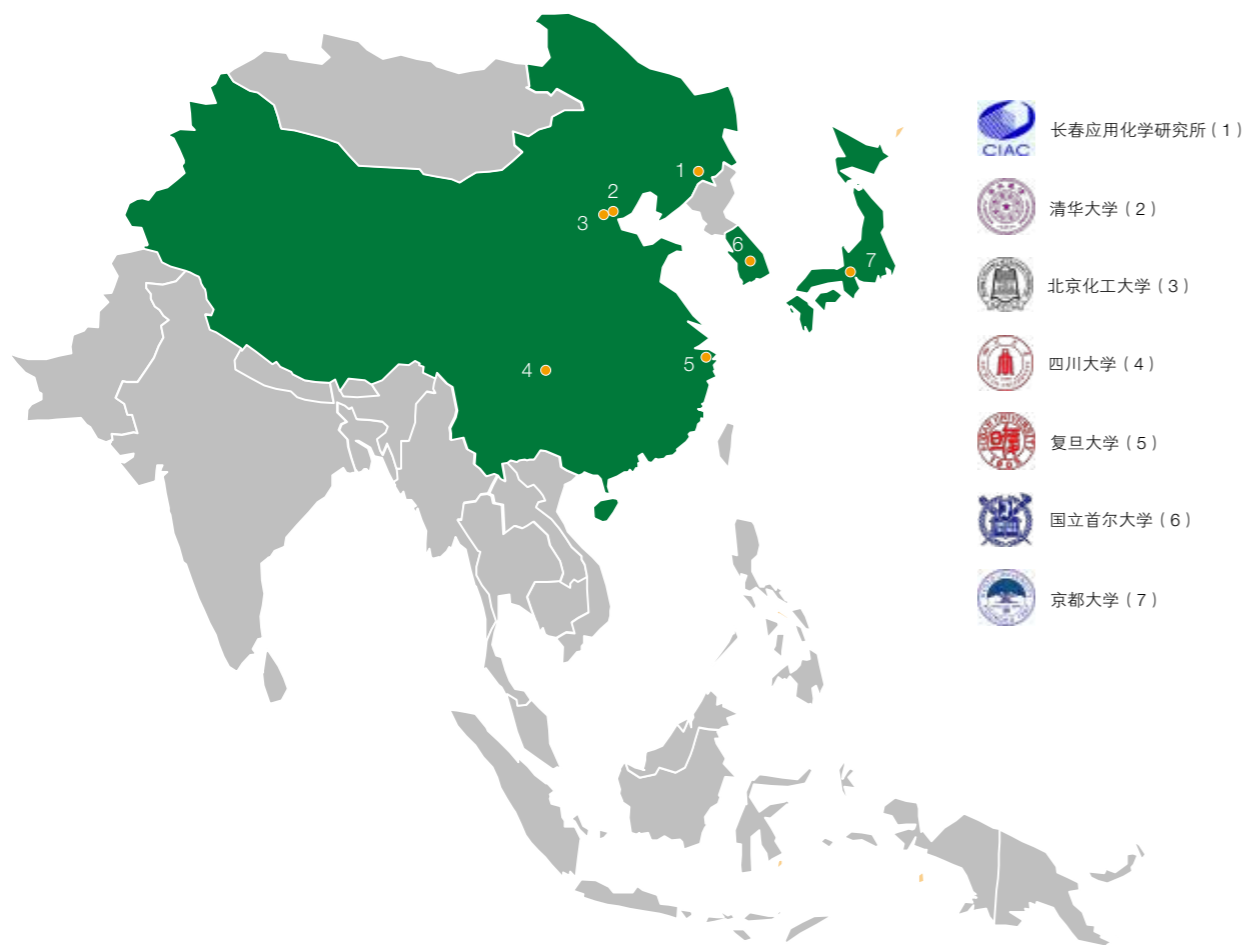 1
2
3
6
7
5
4
CIAC
长春应用化学研究所（1）
清华大学（2）
北京化工大学（3）
四川大学（4）
复旦大学（5）
国立首尔大学（6）
京都大学（7）